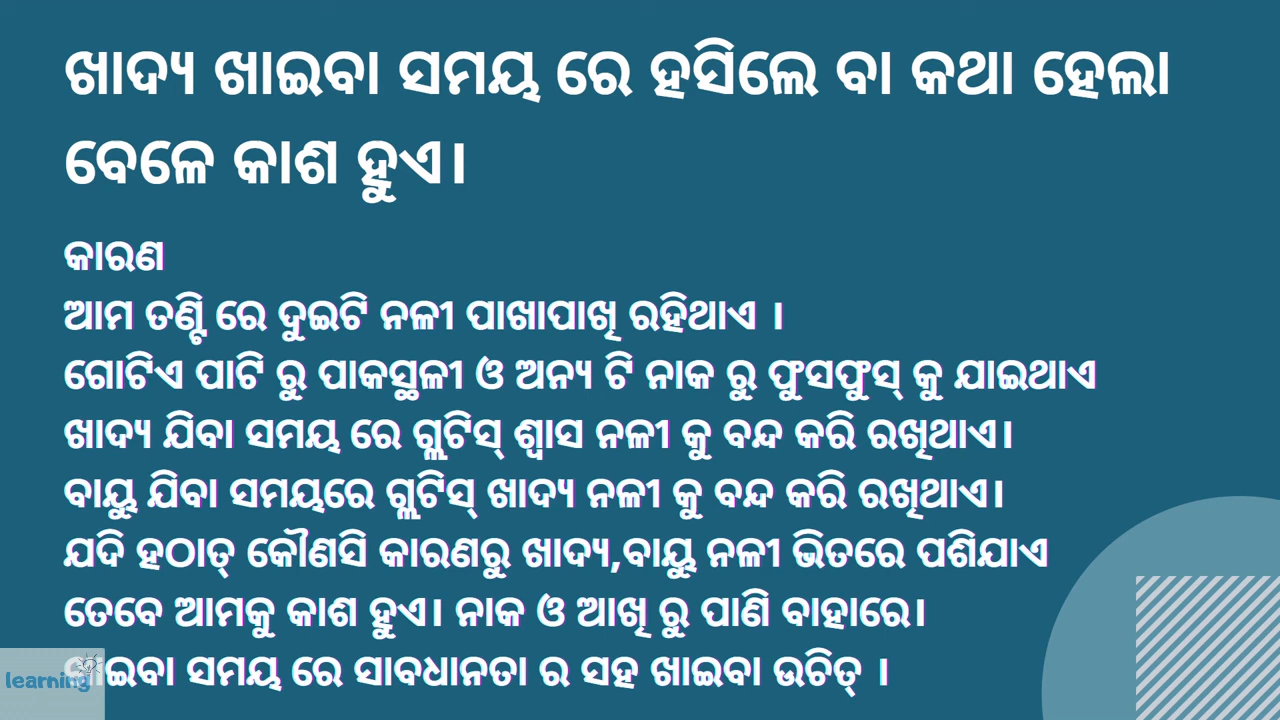 ଖାଦ୍ୟ ଖାଇବା ସମୟ ରେ ହସିଲେ ବା କଥା ହେଲା
ବେଳେ କାଶ ହୁଏ।
କାରଣ
ଆମ ତଣ୍ଟି ରେ ଦୁଇଟି ନଳୀ ପାଖାପାଖି ରହିଥାଏ ।
ଗୋଟିଏ ପାଟି ରୁ ପାକସ୍ଥଳୀ ଓ ଅନ୍ୟ ଟି ନାକ ରୁ ଫୁସଫୁସ୍ କୁ ଯାଇଥାଏ
ଖାଦ୍ୟ ଯିବା ସମୟ ରେ ଗ୍ଲଟିସ୍ ଶ୍ୱାସ ନଳୀ କୁ ବନ୍ଦ କରି ରଖିଥାଏ।
ବାୟୁ ଯିବା ସମୟରେ ଗ୍ଲଟିସ୍ ଖାଦ୍ୟ ନଳୀ କୁ ବନ୍ଦ କରି ରଖିଥାଏ।
ଯଦି ହଠାତ୍ କୌଣସି କାରଣରୁ ଖାଦ୍ୟ,ବାୟୁ ନଳୀ ଭିତରେ ପଶିଯାଏ
ତେବେ ଆମକୁ କାଶ ହୁଏ। ନାକ ଓ ଆଖି ରୁ ପାଣି ବାହାରେ।
ଖାଇବା ସମୟ ରେ ସାବଧାନତା ର ସହ ଖାଇବା ଉଚିତ୍ ।
learning